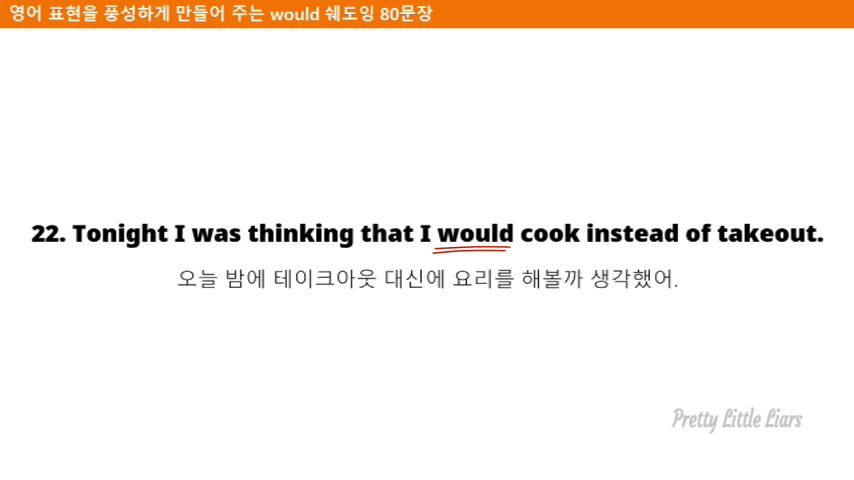 영어 표현을 풍성하게 만들어 주는 would 쉐도잉 80문장
22. Tonight I was thinking that I would cook instead of takeout.
오늘 밤에 테이크아웃 대신에 요리를 해볼까 생각했어.
Pretty Little Liars